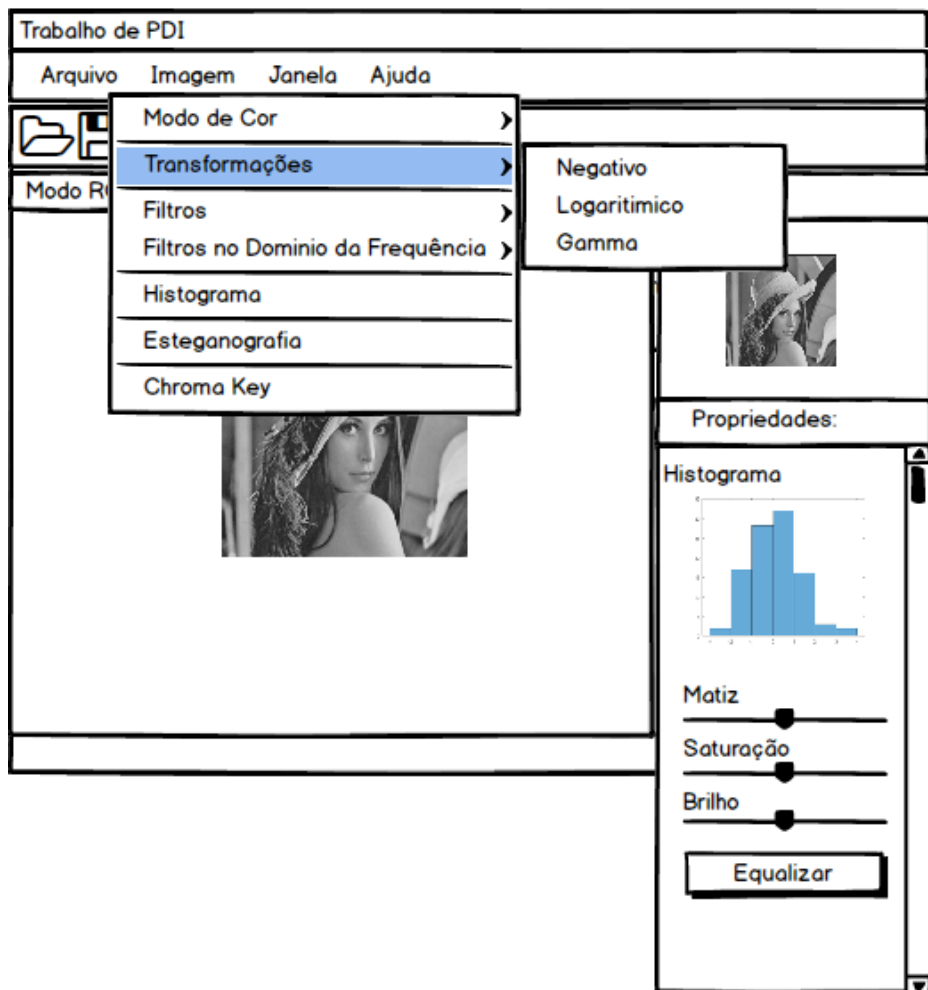 Trabalho de PDI
Arquivo Imagem Janela Ajuda
Modo de Cor
Transformações
Filtros
Filtros no Dominio da Frequência
Histograma
Esteganografia
Chroma Key
Negativo
Logaritimico
Gamma
Modo
Propriedades:
Histograma
Matiz
Saturação
Brilho
Equalizar